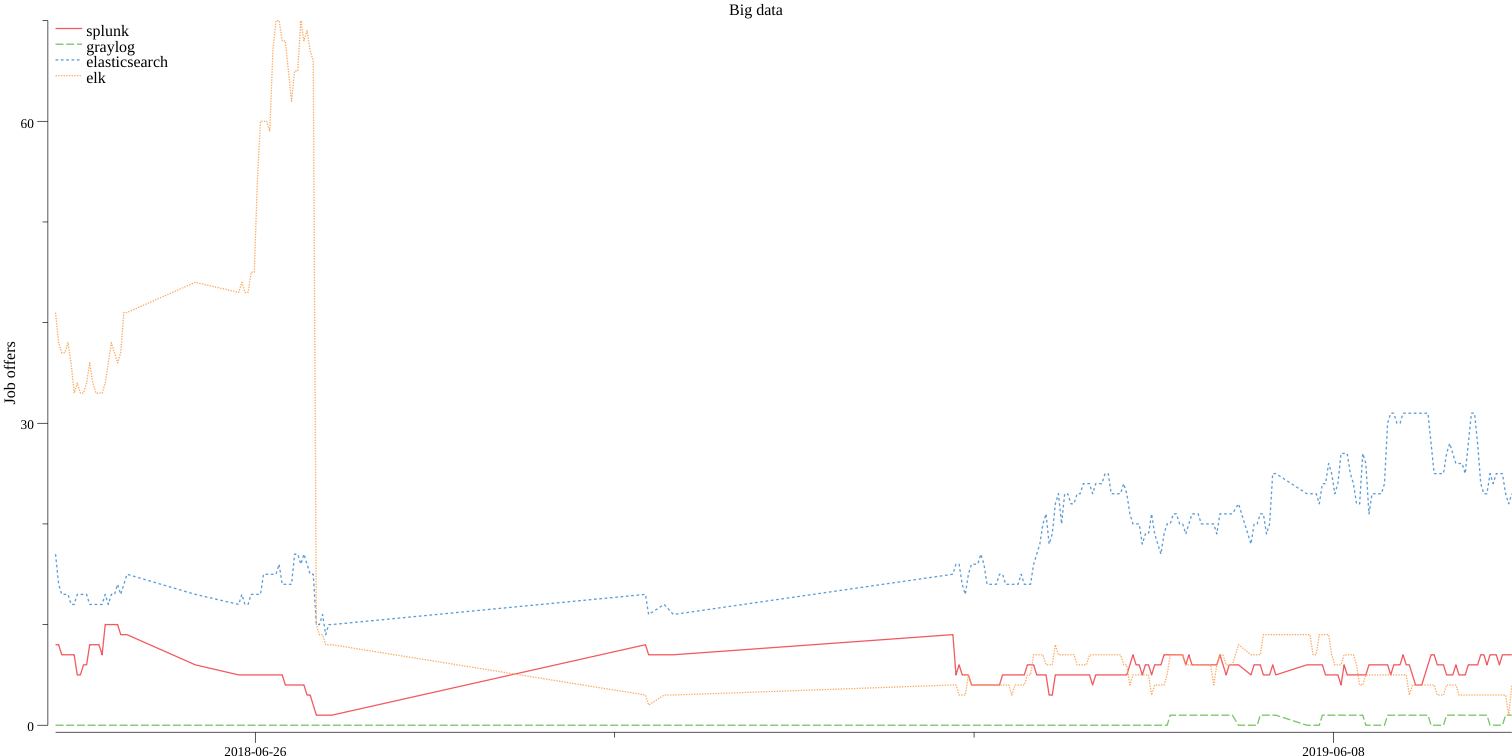 Big data
splunk
graylog
elasticsearch
elk
60
Job offers
30
0
2018-06-26
2019-06-08